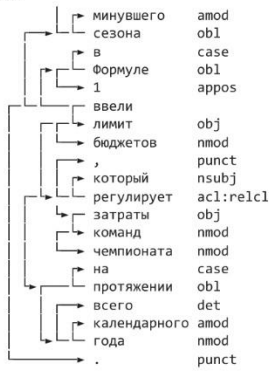 минувшего amod
сезона obl
в case
Формуле obl
1 appos
ввели
лимит obj
бюджетов nmod
, punct
который nsubj
регулирует acl:relcl
затраты obj
команд nmod
чемпионата nmod
на case
протяжении obl
всего det
календарного amod
года nmod
. punct